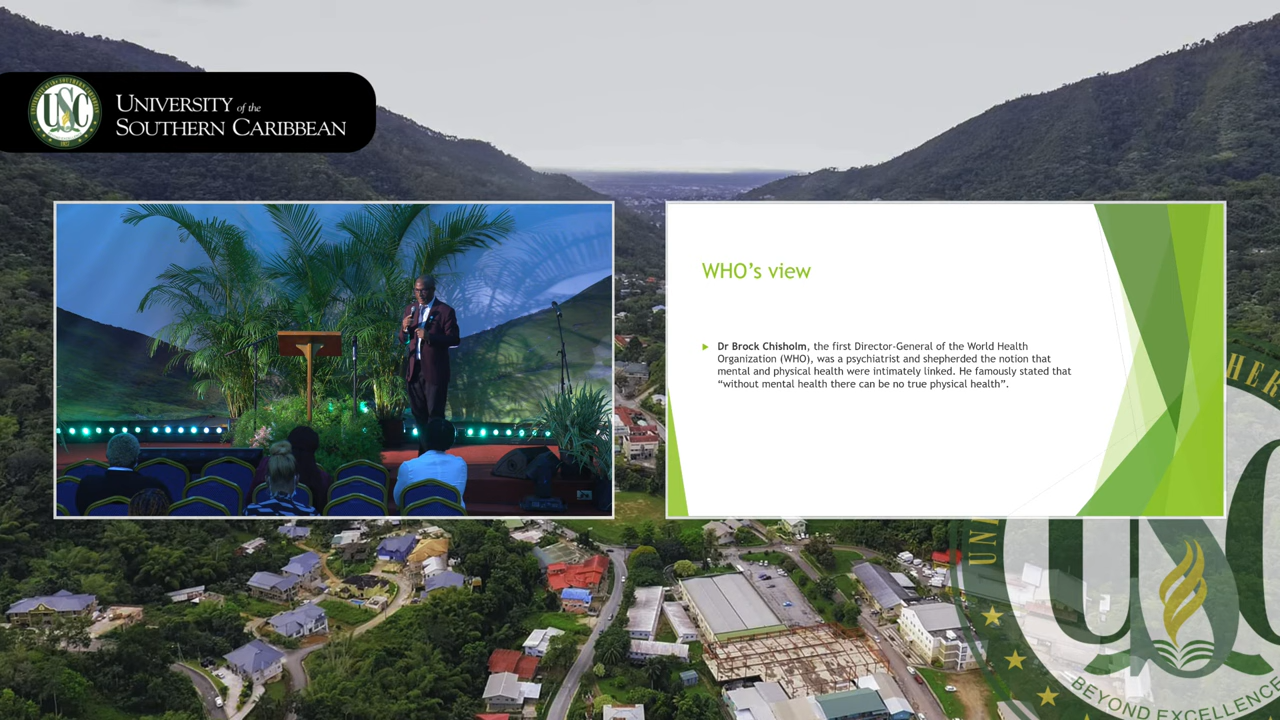 USC
UNIVERSITY of the
SOUTHERN CARIBBEAN
WHO’s view
Dr Brock Chisholm, the first Director-General of the World Health
Organization (WHO), was a psychiatrist and shepherded the notion that
mental and physical health were intimately linked. He famously stated that
“without mental health there can be no true physical health”.
USC
BEYOND EXCELLENCE